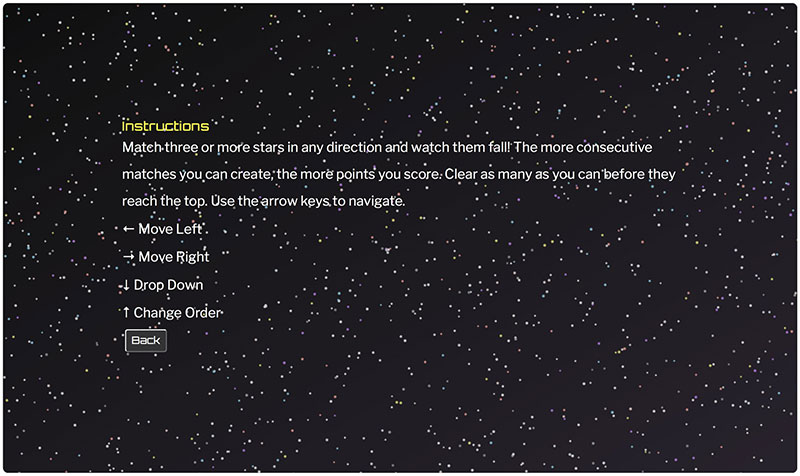 Instructions
Match three or more stars in any direction and watch them fall! The more consecutive
matches you can create, the more points you score. Clear as many as you can before they
reach the top. Use the arrow keys to navigate.
← Move Left
→ Move Right
↓ Drop Down
↑ Change Order
Back